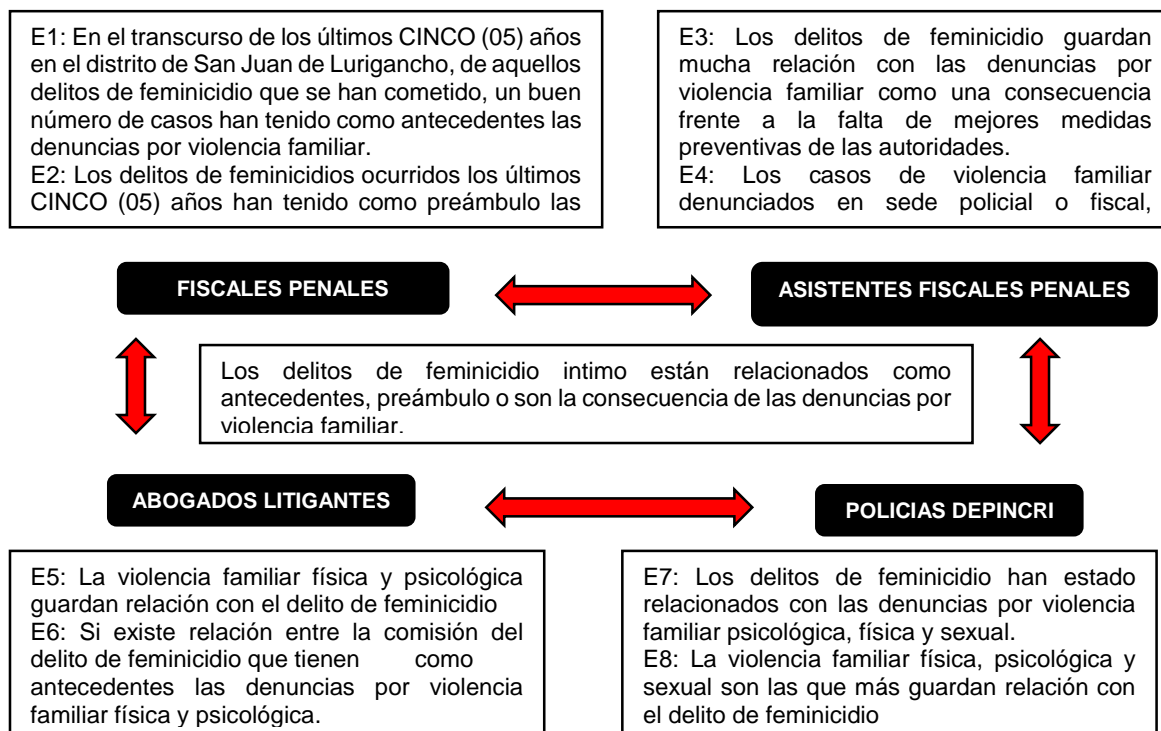 E1: En el transcurso de los últimos CINCO (05) años
en el distrito de San Juan de Lurigancho, de aquellos
delitos de feminicidio que se han cometido, un buen
número de casos han tenido como antecedentes las
denuncias por violencia familiar.
E2: Los delitos de feminicidios ocurridos los últimos
CINCO (05) años han tenido como preámbulo las
E3: Los delitos de feminicidio guardan
mucha relación con las denuncias por
violencia familiar como una consecuencia
frente a la falta de mejores medidas
preventivas de las autoridades.
E4: Los casos de violencia familiar
denunciados en sede policial o fiscal,
FISCALES PENALES
ASISTENTES FISCALES PENALES
Los delitos de feminicidio intimo están relacionados como
antecedentes, preámbulo o son la consecuencia de las denuncias por
violencia familiar.
ABOGADOS LITIGANTES
POLICIAS DEPINCRI
E5: La violencia familiar física y psicológica
guardan relación con el delito de feminicidio
E6: Si existe relación entre la comisión del
delito de feminicidio que tienen como
antecedentes las denuncias por violencia
familiar física y psicológica.
E7: Los delitos de feminicidio han estado
relacionados con las denuncias por violencia
familiar psicológica, física y sexual.
E8: La violencia familiar física, psicológica y
sexual son las que más guardan relación con
el delito de feminicidio